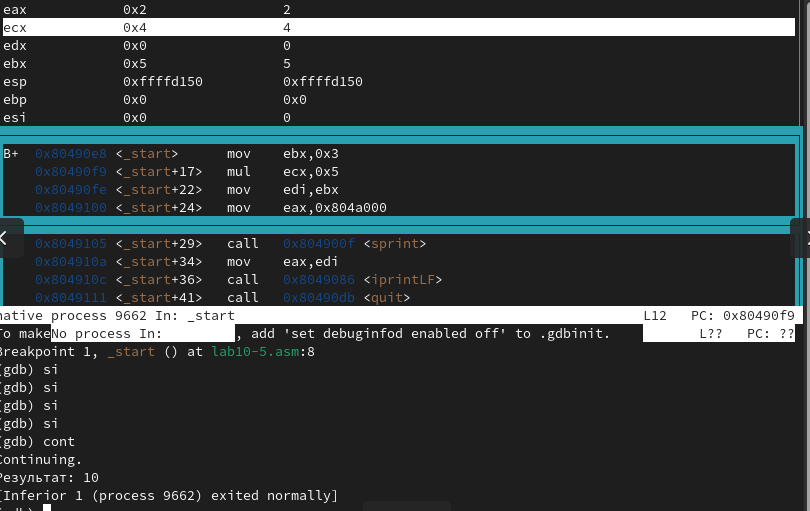 eax 0x2 2
ecx 0x4 4
edx 0x0 0
ebx 0x5 5
esp 0xffffd150 0xffffd150
ebp 0x0 0x0
esi 0x0 0
B+ 0x80490e8 <_start> mov ebx,0x3
0x80490f9 <_start+17> mul ecx,0x5
0x80490fe <_start+22> mov edi,ebx
0x8049100 <_start+24> mov eax,0x804a000
0x8049105 <_start+29> call 0x804900f <sprint>
0x804910a <_start+34> mov eax,edi
0x804910c <_start+36> call 0x8049086 <iprintLF>
0x8049111 <_start+41> call 0x80490db <quit>
native process 9662 In: _start L12 PC: 0x80490f9
To make No process In: , add 'set debuginfod enabled off' to .gdbinit. L?? PC: ??
Breakpoint 1, _start () at lab10-5.asm:8
(gdb) si
(gdb) si
(gdb) si
(gdb) si
(gdb) cont
Continuing.
Результат: 10
[Inferior 1 (process 9662) exited normally]
(gdb)